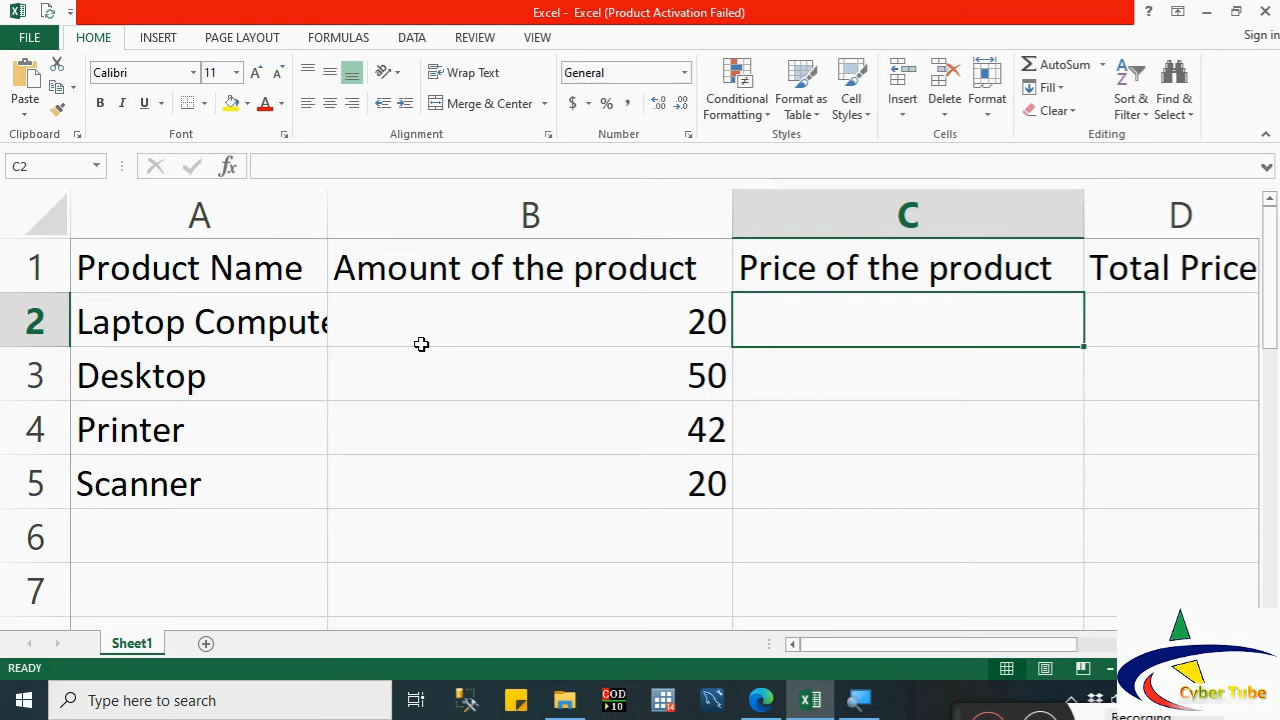 Excel - Excel (Product Activation Failed)
?
FILE HOME INSERT PAGE LAYOUT FORMULAS DATA REVIEW VIEW
Sign in
Calibri 11
Wrap Text
General
AutoSum
Fill
Clear
B I U
Merge & Center
$ % ,
Paste
Conditional Formatting
Format as Table
Cell Styles
Insert
Delete
Format
Sort & Filter
Find & Select
Clipboard Font Alignment Number Styles Cells Editing
C2
fx
A B C D
1 Product Name Amount of the product Price of the product Total Price
2 Laptop Compute 20
3 Desktop 50
4 Printer 42
5 Scanner 20
6
7
Sheet1
READY
Type here to search
COD
10
Cyber Tube
Recording